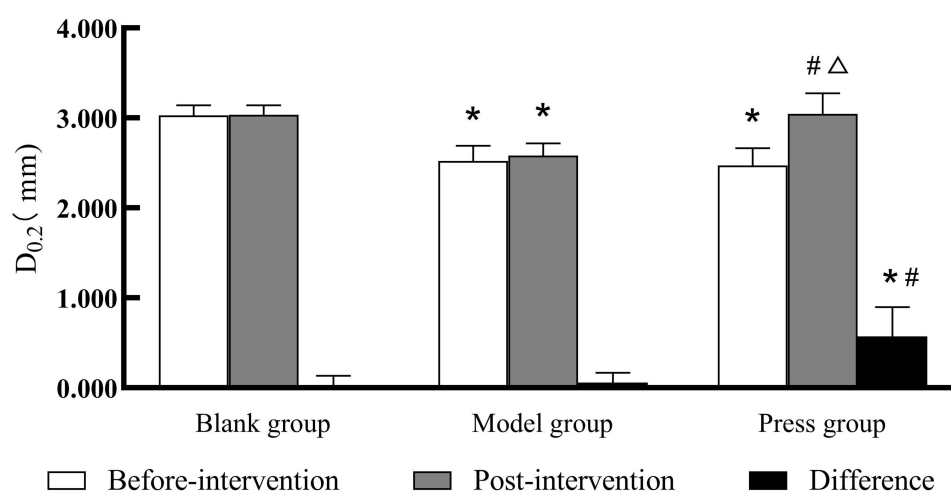 4.000
3.000
2.000
1.000
0.000
D0.2( mm)
* * * # △ * #
Blank group Model group Press group
Before-intervention Post-intervention Difference